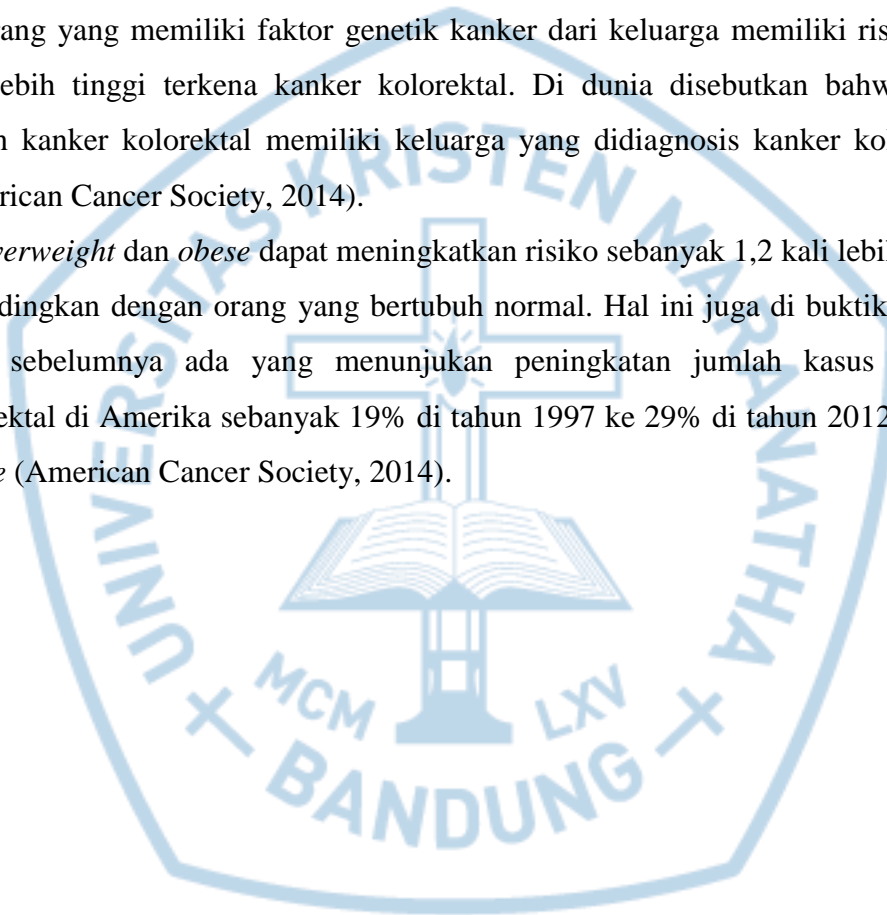 rang yang memiliki faktor genetik kanker dari keluarga memiliki ris
ebih tinggi terkena kanker kolorektal. Di dunia disebutkan bahw
n kanker kolorektal memiliki keluarga yang didiagnosis kanker ko
rican Cancer Society, 2014).
verweight dan obese dapat meningkatkan risiko sebanyak 1,2 kali lebil
dingkan dengan orang yang bertubuh normal. Hal ini juga di buktik
sebelumnya ada yang menunjukan peningkatan jumlah kasus
ektal di Amerika sebanyak 19% di tahun 1997 ke 29% di tahun 2012
e (American Cancer Society, 2014).
UNIVERSITAS KRISTEN MARANATHA
MCM LXV
BANDUNG